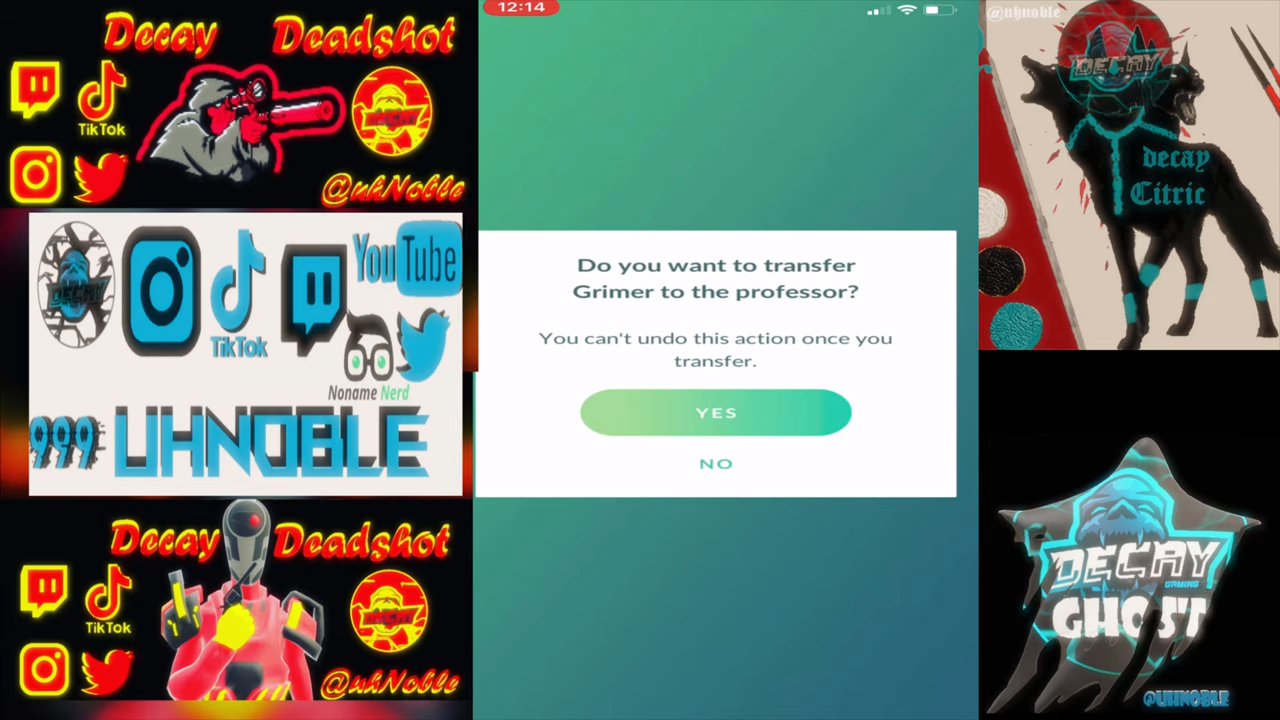 Decay Deadshot
TikTok
@uhNoble
DECAY
YouTube
TikTok
Noname Nerd
999 UHNOBLE
Decay Deadshot
TikTok
@uhNoble
12:14
Do you want to transfer
Grimer to the professor?
You can't undo this action once you
transfer.
YES
NO
@uhnoble
DECAY
decay
Citric
DECAY
GAMING
GHOST
@UHNOBLE